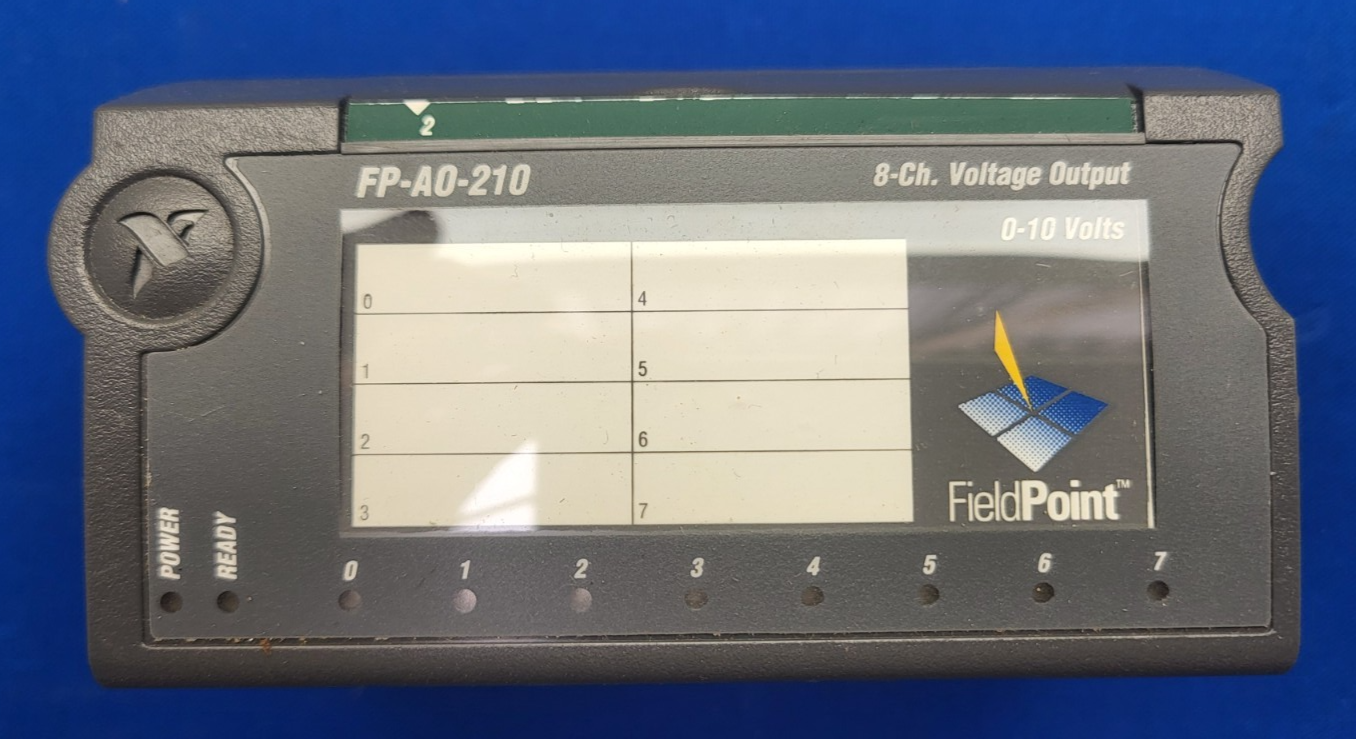 2
FP-AO-210
8-Ch. Voltage Output
0-10 Volts
0
4
1
5
2
6
3
7
FieldPoint™
POWER
READY
0 1 2 3 4 5 6 7